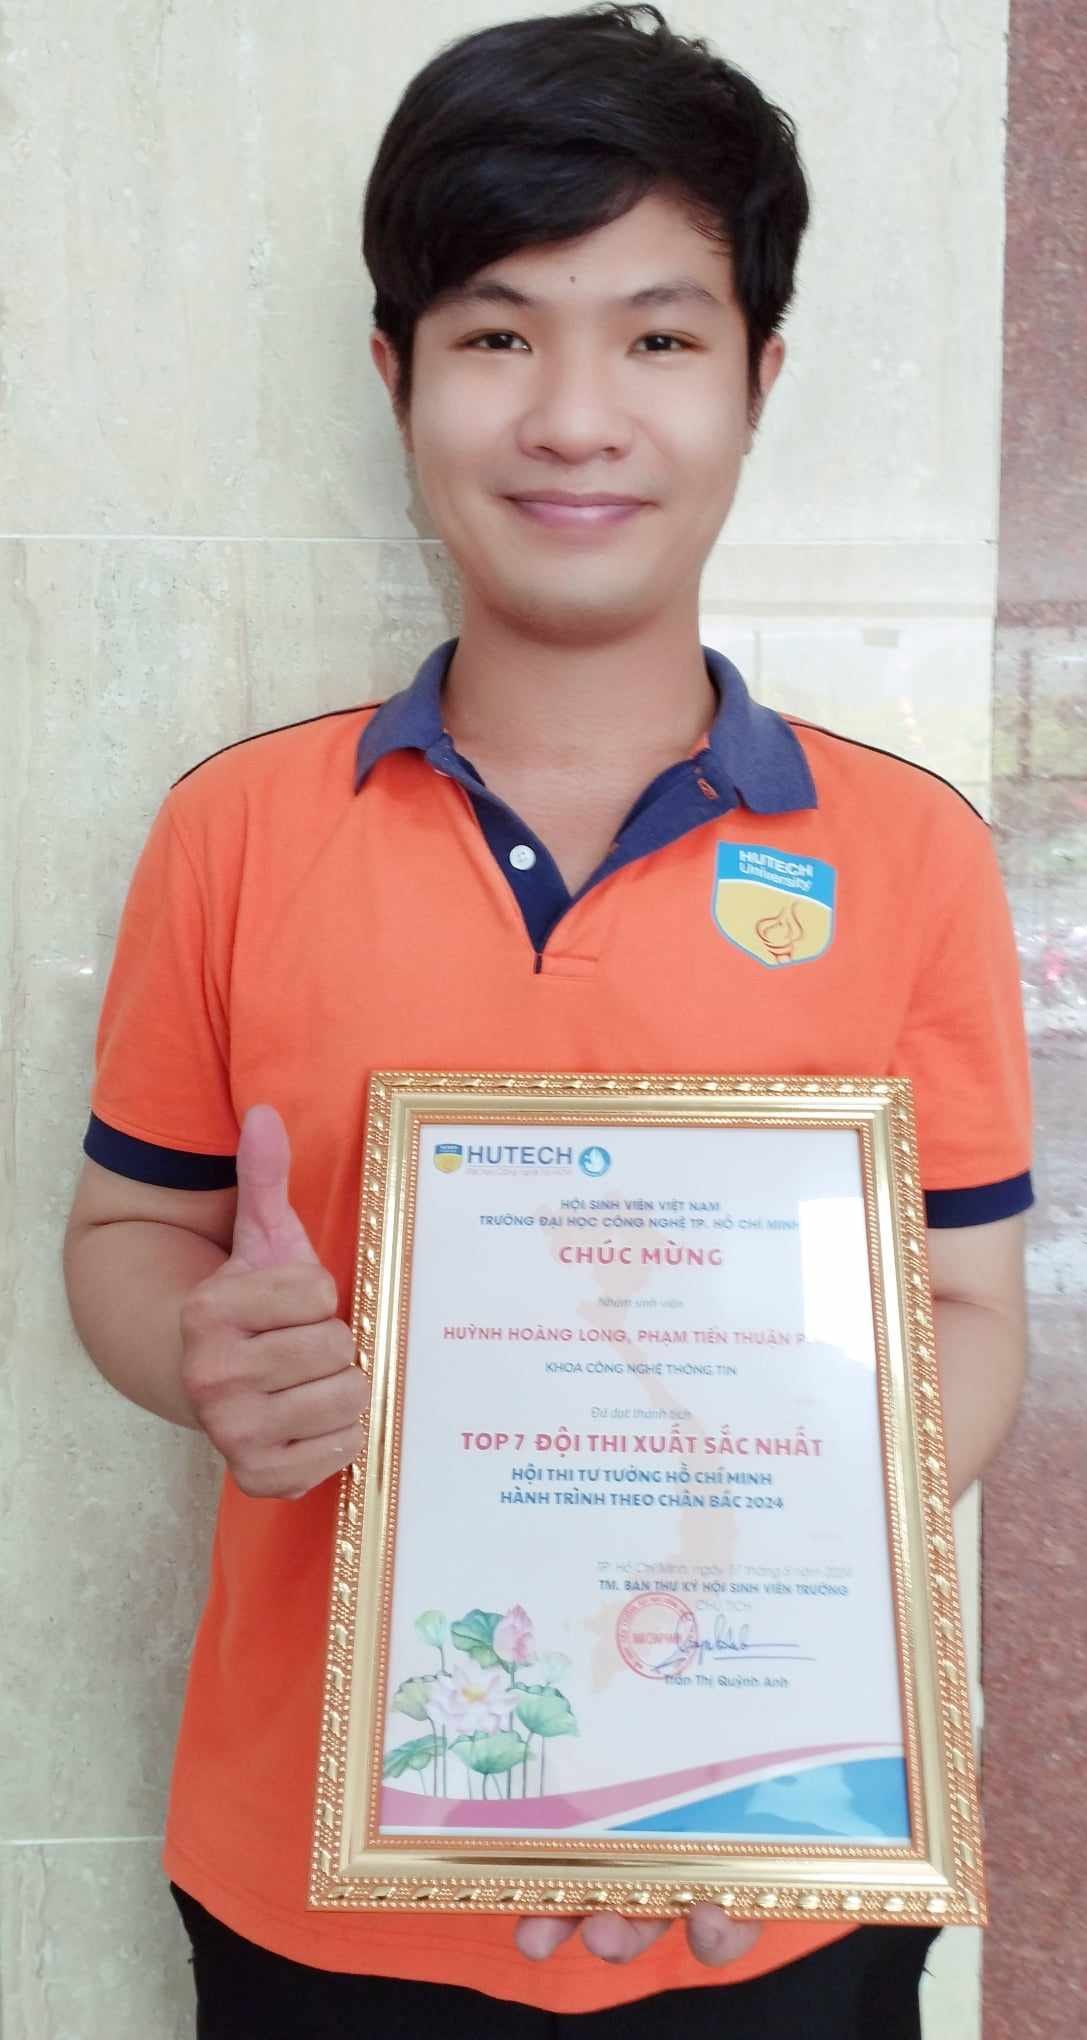 HUTECH
University
HUTECH
HỘI SINH VIÊN VIỆT NAM
TRƯỜNG ĐẠI HỌC CÔNG NGHỆ TP. HỒ CHÍ MINH
CHÚC MỪNG
Nhóm sinh viên
HUỲNH HOÀNG LONG, PHẠM TIẾN THUẬN
KHOA CÔNG NGHỆ THÔNG TIN
Đã đạt thành tích
TOP 7 ĐỘI THI XUẤT SẮC NHẤT
HỘI THI TƯ TƯỞNG HỒ CHÍ MINH
HÀNH TRÌNH THEO CHÂN BÁC 2024
TP. Hồ Chí Minh, ngày tháng năm 2024
TM. BAN THƯ KÝ HỘI SINH VIÊN TRƯỜNG
CHỦ TỊCH
Trần Thị Quỳnh Anh